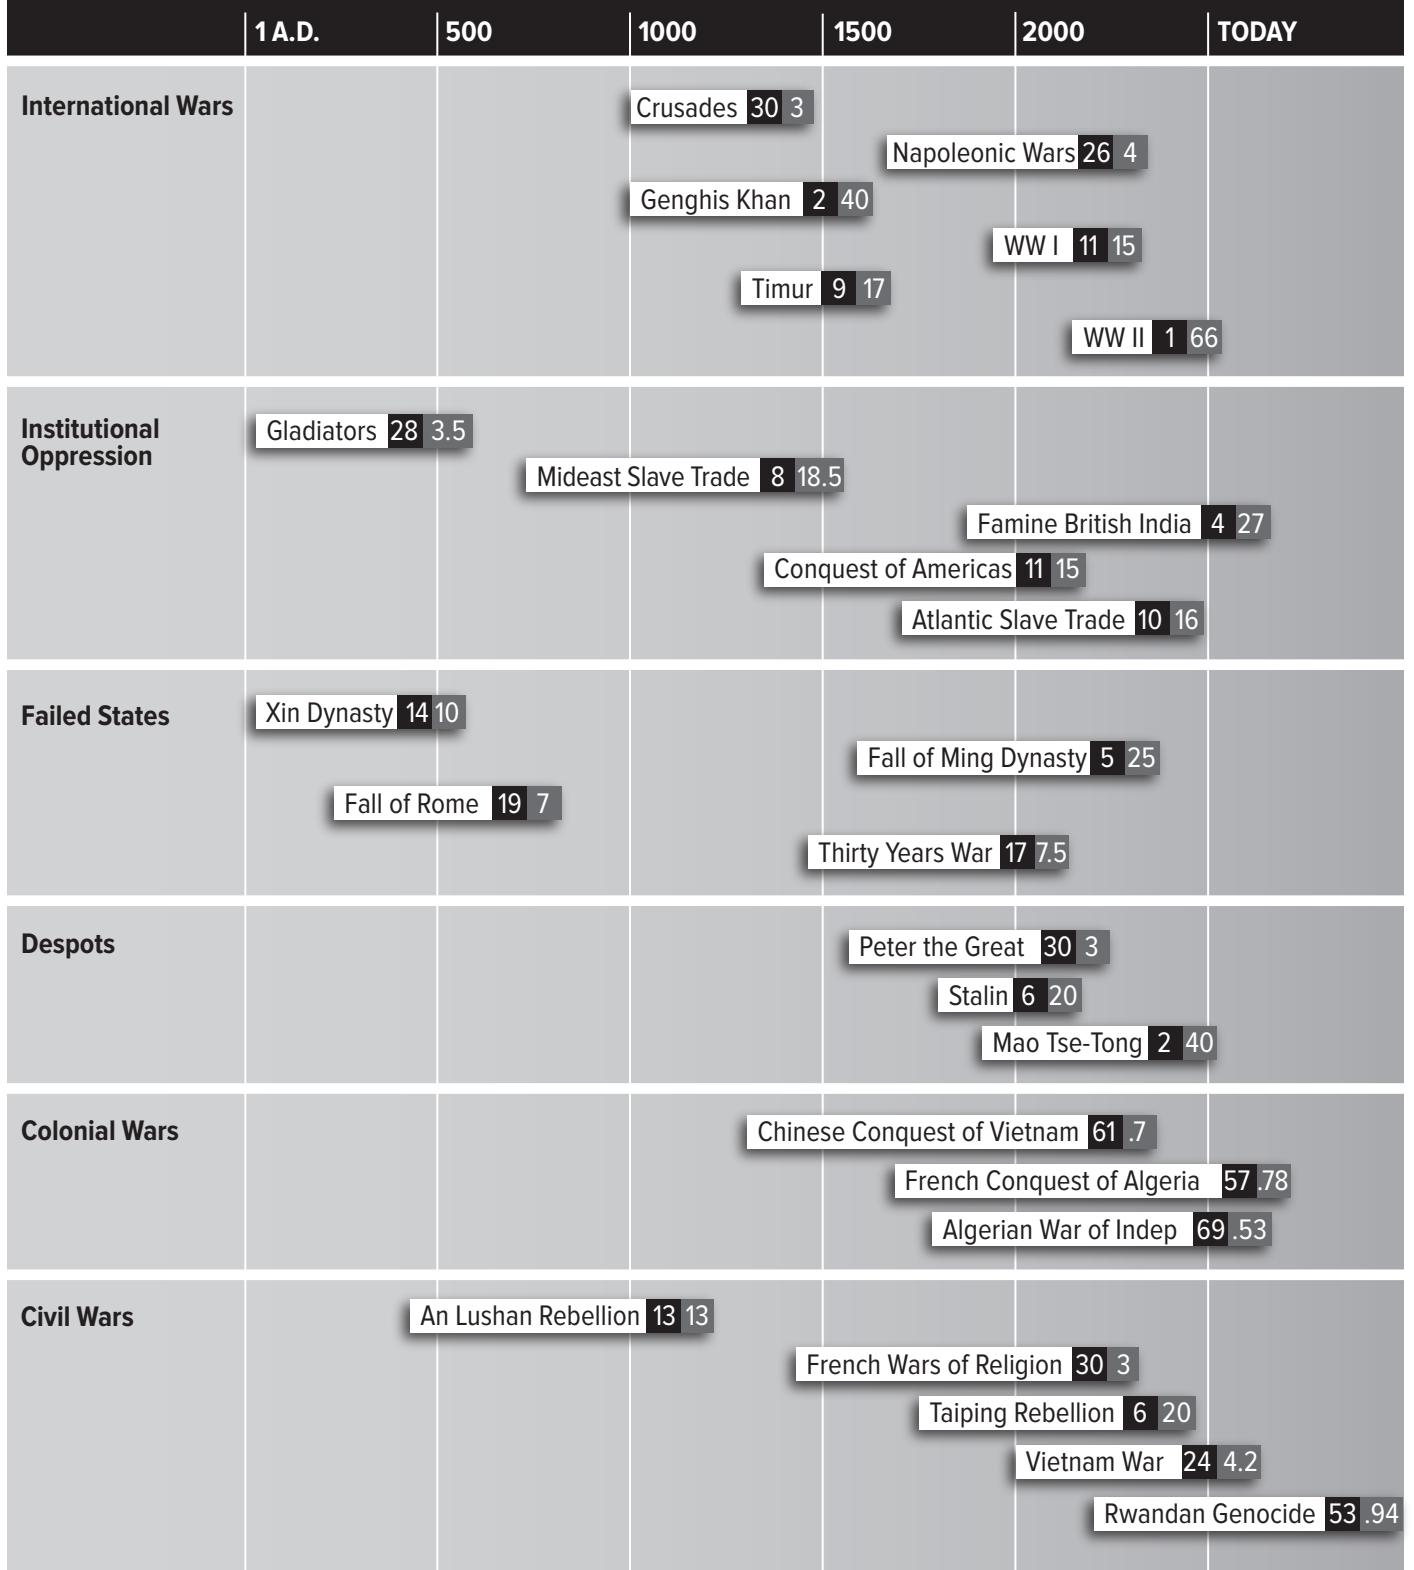 1 A.D. 500 1000 1500 2000 TODAY
International Wars
Crusades 30 3
Napoleonic Wars 26 4
Genghis Khan 2 40
WW I 11 15
Timur 9 17
WW II 1 66
Institutional
Oppression
Gladiators 28 3.5
Mideast Slave Trade 8 18.5
Famine British India 4 27
Conquest of Americas 11 15
Atlantic Slave Trade 10 16
Failed States
Xin Dynasty 14 10
Fall of Ming Dynasty 5 25
Fall of Rome 19 7
Thirty Years War 17 7.5
Despots
Peter the Great 30 3
Stalin 6 20
Mao Tse-Tong 2 40
Colonial Wars
Chinese Conquest of Vietnam 61 .7
French Conquest of Algeria 57 .78
Algerian War of Indep 69 .53
Civil Wars
An Lushan Rebellion 13 13
French Wars of Religion 30 3
Taiping Rebellion 6 20
Vietnam War 24 4.2
Rwandan Genocide 53 .94